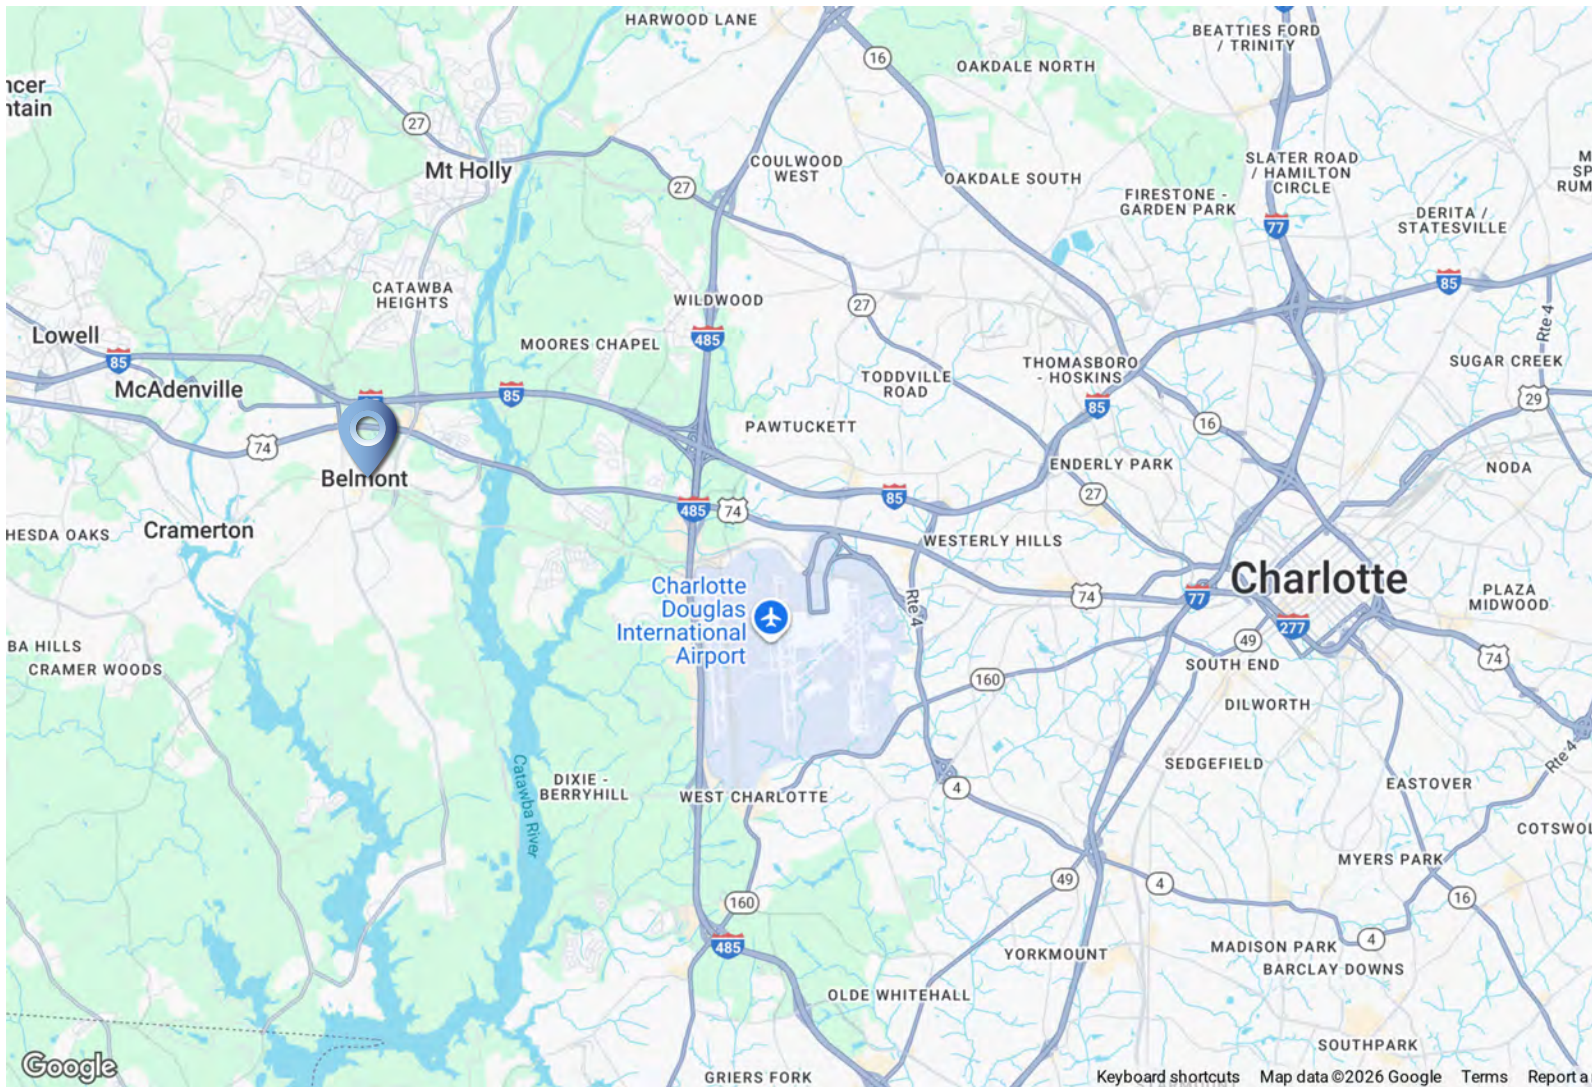 HARWOOD LANE
BEATTIES FORD
/ TRINITY
16
OAKDALE NORTH
27
Mt Holly
COULWOOD
WEST
27
OAKDALE SOUTH
SLATER ROAD
/ HAMILTON
CIRCLE
FIRESTONE -
GARDEN PARK
77
DERITA /
STATESVILLE
CATAWBA
HEIGHTS
WILDWOOD
27
85
Rte 4
Lowell
85
MOORES CHAPEL
485
THOMASBORO
- HOSKINS
SUGAR CREEK
McAdenville
85
TODDVILLE
ROAD
85
29
16
PAWTUCKETT
74
Belmont
ENDERLY PARK
NODA
27
85
485
74
Cramerton
HESDA OAKS
WESTERLY HILLS
Charlotte
Douglas
International
Airport
Rte 4
74
77
Charlotte
277
PLAZA
MIDWOOD
BA HILLS
CRAMER WOODS
49
SOUTH END
74
160
DILWORTH
Catawba River
DIXIE -
BERRYHILL
WEST CHARLOTTE
4
SEDGEFIELD
EASTOVER
Rte 4
COTSWOL
MYERS PARK
49
4
16
160
485
YORKMOUNT
MADISON PARK
4
BARCLAY DOWNS
OLDE WHITEHALL
SOUTHPARK
GRIERS FORK
Google
Keyboard shortcuts Map data ©2026 Google Terms Report a